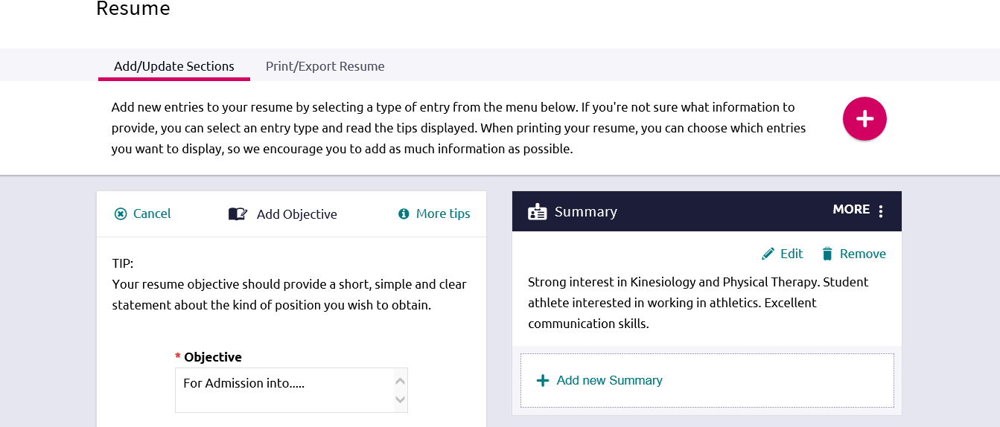 Resume
Add/Update Sections
Print/Export Resume
Add new entries to your resume by selecting a type of entry from the menu below. If you're not sure what information to
provide, you can select an entry type and read the tips displayed. When printing your resume, you can choose which entries
you want to display, so we encourage you to add as much information as possible.
Cancel
Add Objective
More tips
TIP:
Your resume objective should provide a short, simple and clear
statement about the kind of position you wish to obtain.
* Objective
For Admission into.....
Summary
MORE
Edit
Remove
Strong interest in Kinesiology and Physical Therapy. Student
athlete interested in working in athletics. Excellent
communication skills.
Add new Summary